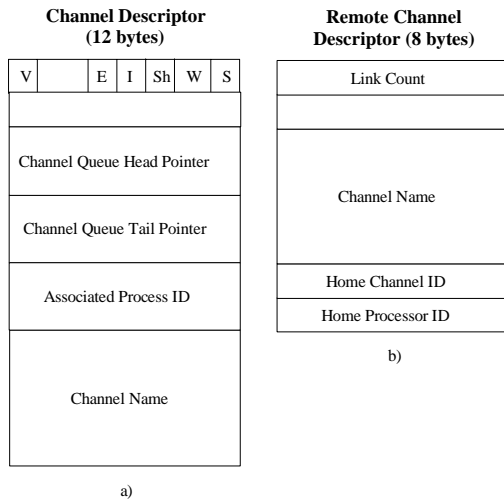 Channel Descriptor
(12 bytes)
V E I Sh W S
Channel Queue Head Pointer
Channel Queue Tail Pointer
Associated Process ID
Channel Name
a)
Remote Channel
Descriptor (8 bytes)
Link Count
Channel Name
Home Channel ID
Home Processor ID
b)